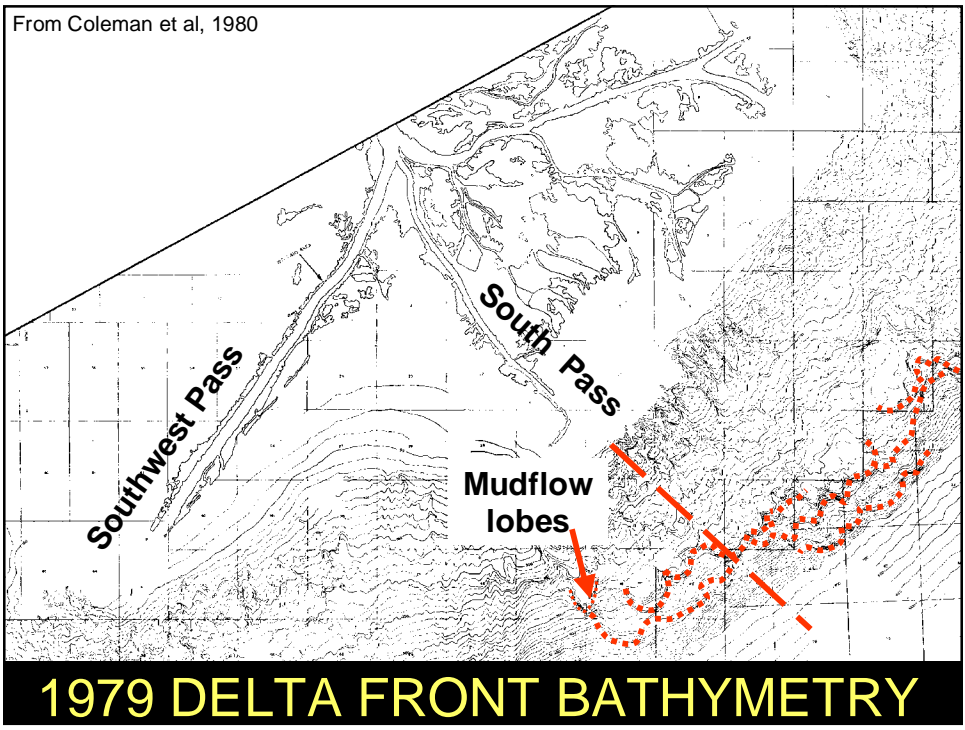 From Coleman et al, 1980
South Pass
Southwest Pass
Mudflow
lobes
1979 DELTA FRONT BATHYMETRY